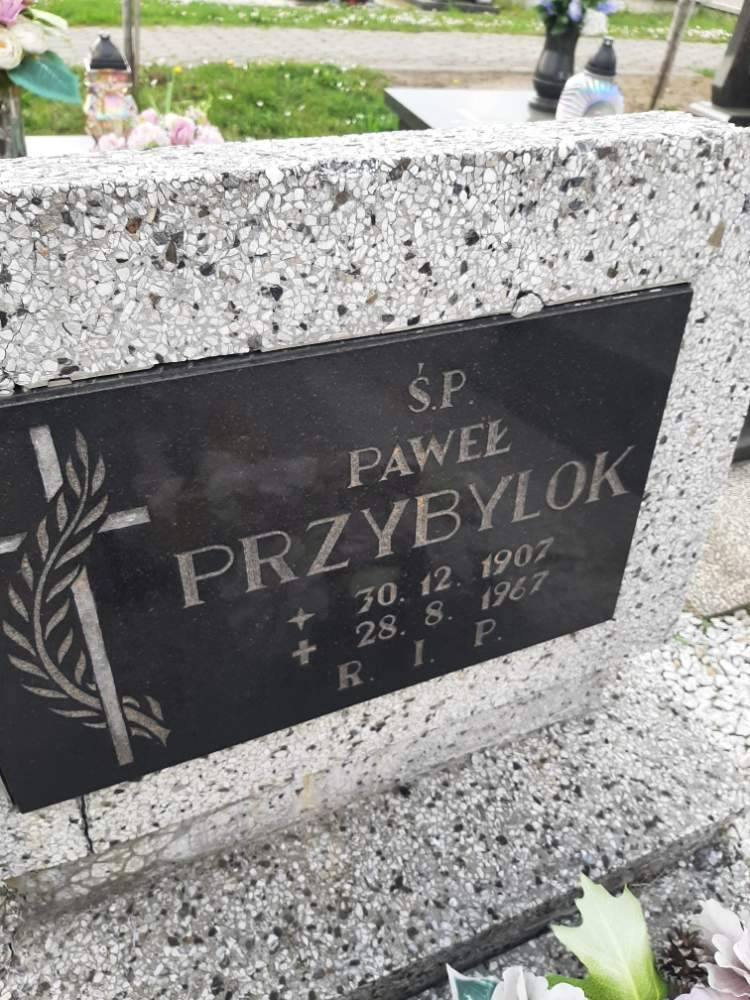 Ś.P.
PAWEŁ
PRZYBYLOK
30. 12. 1907
28. 8. 1967
R. I. P.